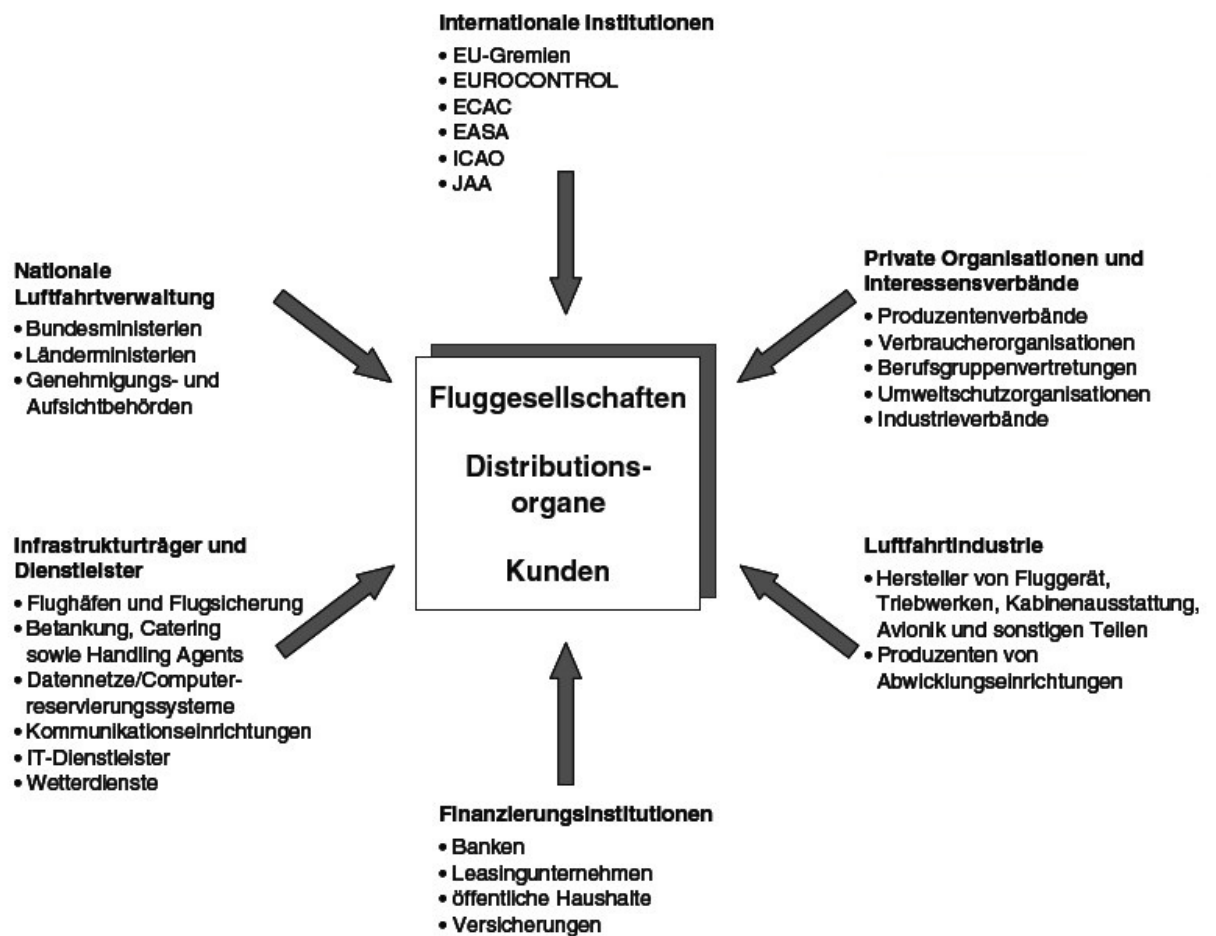 Internationale Institutionen
• EU-Gremien
• EUROCONTROL
• ECAC
• EASA
• ICAO
• JAA
Nationale
Luftfahrtverwaltung
• Bundesministerien
• Länderministerien
• Genehmigungs- und
Aufsichtbehörden
Private Organisationen und
Interessensverbände
• Produzentenverbände
• Verbraucherorganisationen
• Berufsgruppenvertretungen
• Umweltschutzorganisationen
• Industrieverbände
Fluggesellschaften
Distributions-
organe
Kunden
Infrastrukturträger und
Dienstleister
• Flughäfen und Flugsicherung
• Betankung, Catering
sowie Handling Agents
• Datennetze/Computer-
reservierungssysteme
• Kommunikationseinrichtungen
• IT-Dienstleister
• Wetterdienste
Luftfahrtindustrie
• Hersteller von Fluggerät,
Triebwerken, Kabinenausstattung,
Avionik und sonstigen Teilen
• Produzenten von
Abwicklungseinrichtungen
Finanzierungsinstitutionen
• Banken
• Leasingunternehmen
• öffentliche Haushalte
• Versicherungen